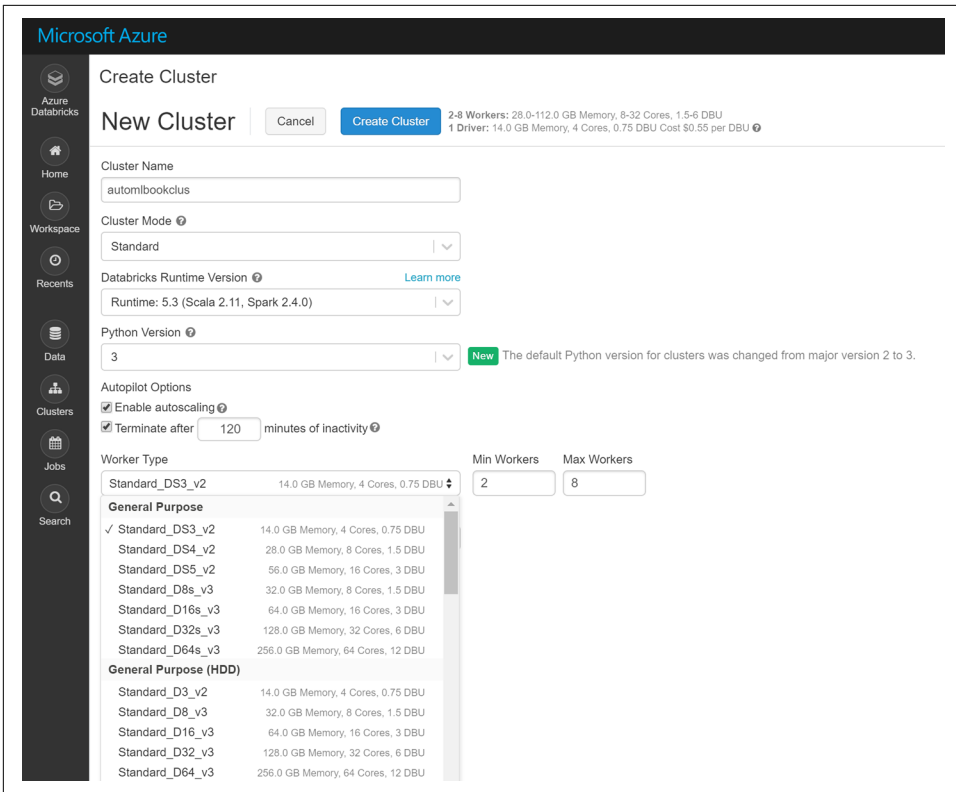 Microsoft Azure
Azure
Databricks
Home
Workspace
Recents
Data
Clusters
Jobs
Search
Create Cluster
New Cluster
Cancel
Create Cluster
2-8 Workers: 28.0-112.0 GB Memory, 8-32 Cores, 1.5-6 DBU
1 Driver: 14.0 GB Memory, 4 Cores, 0.75 DBU Cost $0.55 per DBU ?
Cluster Name
automlbookclus
Cluster Mode ?
Standard
Databricks Runtime Version ? Learn more
Runtime: 5.3 (Scala 2.11, Spark 2.4.0)
Python Version ?
3
New The default Python version for clusters was changed from major version 2 to 3.
Autopilot Options
Enable autoscaling ?
Terminate after 120 minutes of inactivity ?
Worker Type Min Workers Max Workers
Standard_DS3_v2 14.0 GB Memory, 4 Cores, 0.75 DBU 2 8
General Purpose
✓ Standard_DS3_v2 14.0 GB Memory, 4 Cores, 0.75 DBU
Standard_DS4_v2 28.0 GB Memory, 8 Cores, 1.5 DBU
Standard_DS5_v2 56.0 GB Memory, 16 Cores, 3 DBU
Standard_D8s_v3 32.0 GB Memory, 8 Cores, 1.5 DBU
Standard_D16s_v3 64.0 GB Memory, 16 Cores, 3 DBU
Standard_D32s_v3 128.0 GB Memory, 32 Cores, 6 DBU
Standard_D64s_v3 256.0 GB Memory, 64 Cores, 12 DBU
General Purpose (HDD)
Standard_D3_v2 14.0 GB Memory, 4 Cores, 0.75 DBU
Standard_D8_v3 32.0 GB Memory, 8 Cores, 1.5 DBU
Standard_D16_v3 64.0 GB Memory, 16 Cores, 3 DBU
Standard_D32_v3 128.0 GB Memory, 32 Cores, 6 DBU
Standard_D64_v3 256.0 GB Memory, 64 Cores, 12 DBU